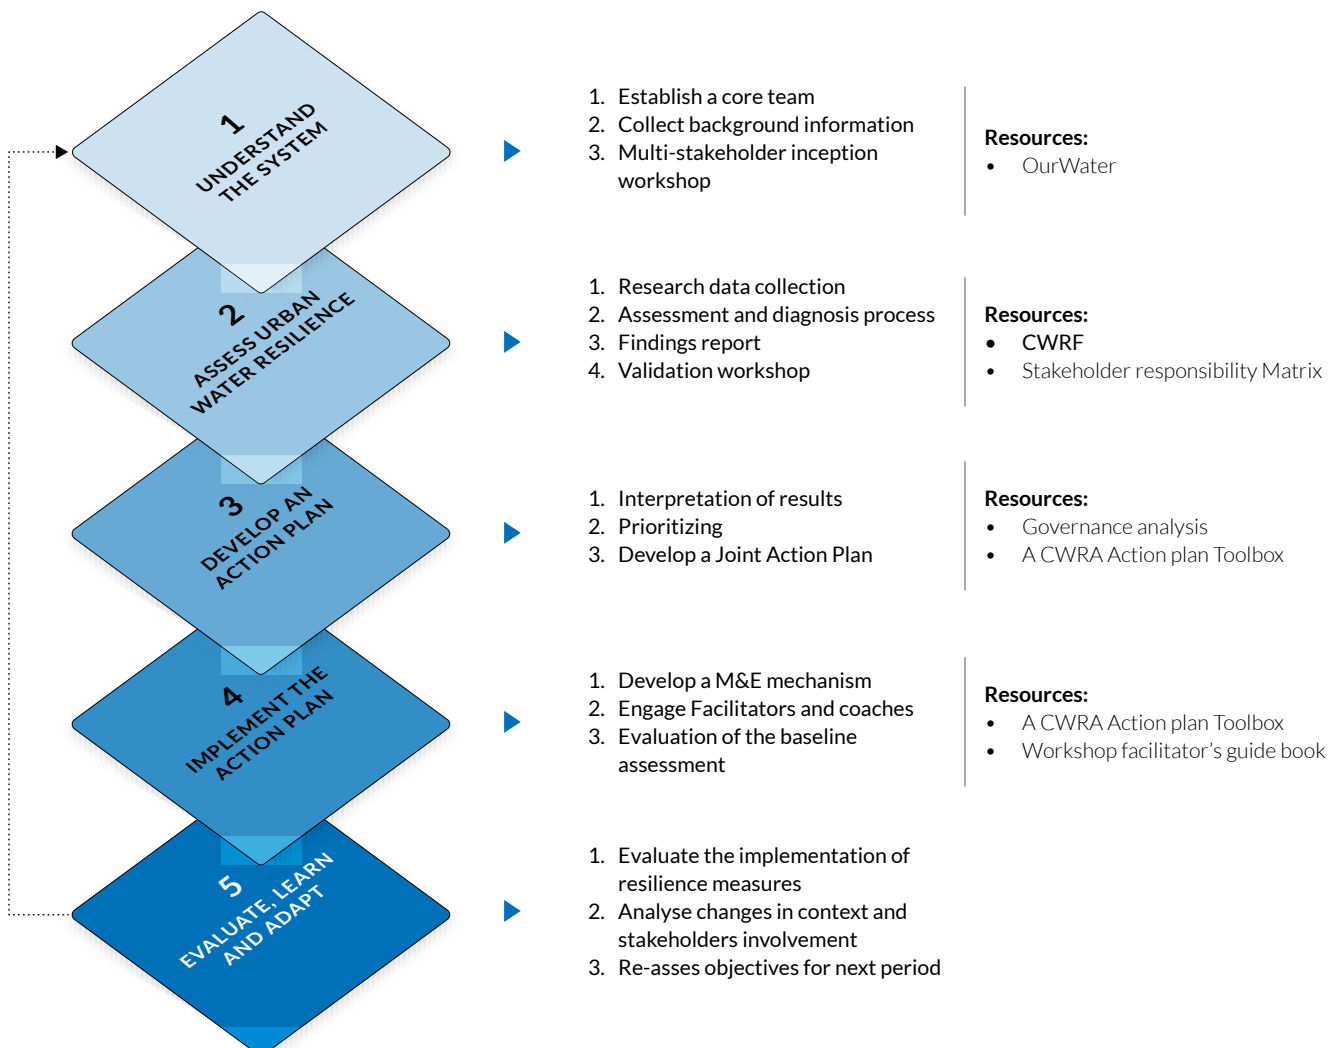 1
UNDERSTAND
THE SYSTEM
1. Establish a core team
2. Collect background information
3. Multi-stakeholder inception
workshop
Resources:
• OurWater
2
ASSESS URBAN
WATER RESILIENCE
1. Research data collection
2. Assessment and diagnosis process
3. Findings report
4. Validation workshop
Resources:
• CWRF
• Stakeholder responsibility Matrix
3
DEVELOP AN
ACTION PLAN
1. Interpretation of results
2. Prioritizing
3. Develop a Joint Action Plan
Resources:
• Governance analysis
• A CWRA Action plan Toolbox
4
IMPLEMENT THE
ACTION PLAN
1. Develop a M&E mechanism
2. Engage Facilitators and coaches
3. Evaluation of the baseline
assessment
Resources:
• A CWRA Action plan Toolbox
• Workshop facilitator’s guide book
5
EVALUATE, LEARN
AND ADAPT
1. Evaluate the implementation of
resilience measures
2. Analyse changes in context and
stakeholders involvement
3. Re-asses objectives for next period